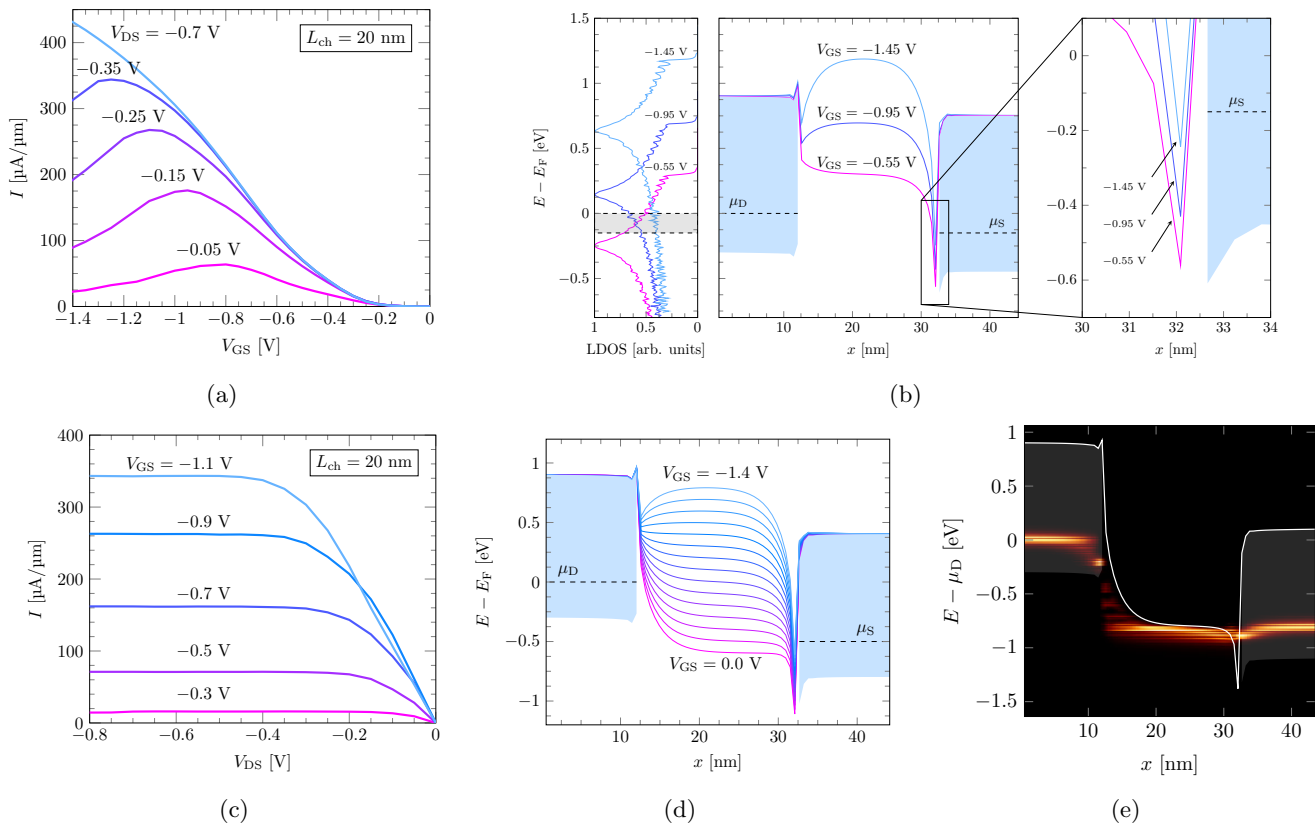 400
300
200
100
0
−1.4
−1.2
−1
−0.8
−0.6
−0.4
−0.2
0
I [µA/µm]
V_GS [V]
V_DS = −0.7 V
L_ch = 20 nm
−0.35 V
−0.25 V
−0.15 V
−0.05 V
(a)
1.5
1
0.5
0
−0.5
E − E_F [eV]
−1.45 V
−0.95 V
−0.55 V
1
0.5
0
LDOS [arb. units]
V_GS=−1.45 V
V_GS=−0.95 V
V_GS=−0.55 V
μ_D
μ_S
10
20
30
40
x [nm]
0
−0.2
−0.4
−0.6
μ_S
−1.45 V
−0.95 V
−0.55 V
30
31
32
33
34
x [nm]
(b)
400
320
240
160
80
0
I [µA/µm]
V_GS=−1.1 V
L_ch = 20 nm
−0.9 V
−0.7 V
−0.5 V
−0.3 V
−0.8
−0.6
−0.4
−0.2
0
V_DS [V]
(c)
1
0.5
0
−0.5
−1
E − E_F [eV]
V_GS = −1.4 V
μ_D
μ_S
V_GS=0.0 V
10
20
30
40
x [nm]
(d)
1
0.5
0
−0.5
−1
−1.5
E − μ_D [eV]
10
20
30
40
x [nm]
(e)